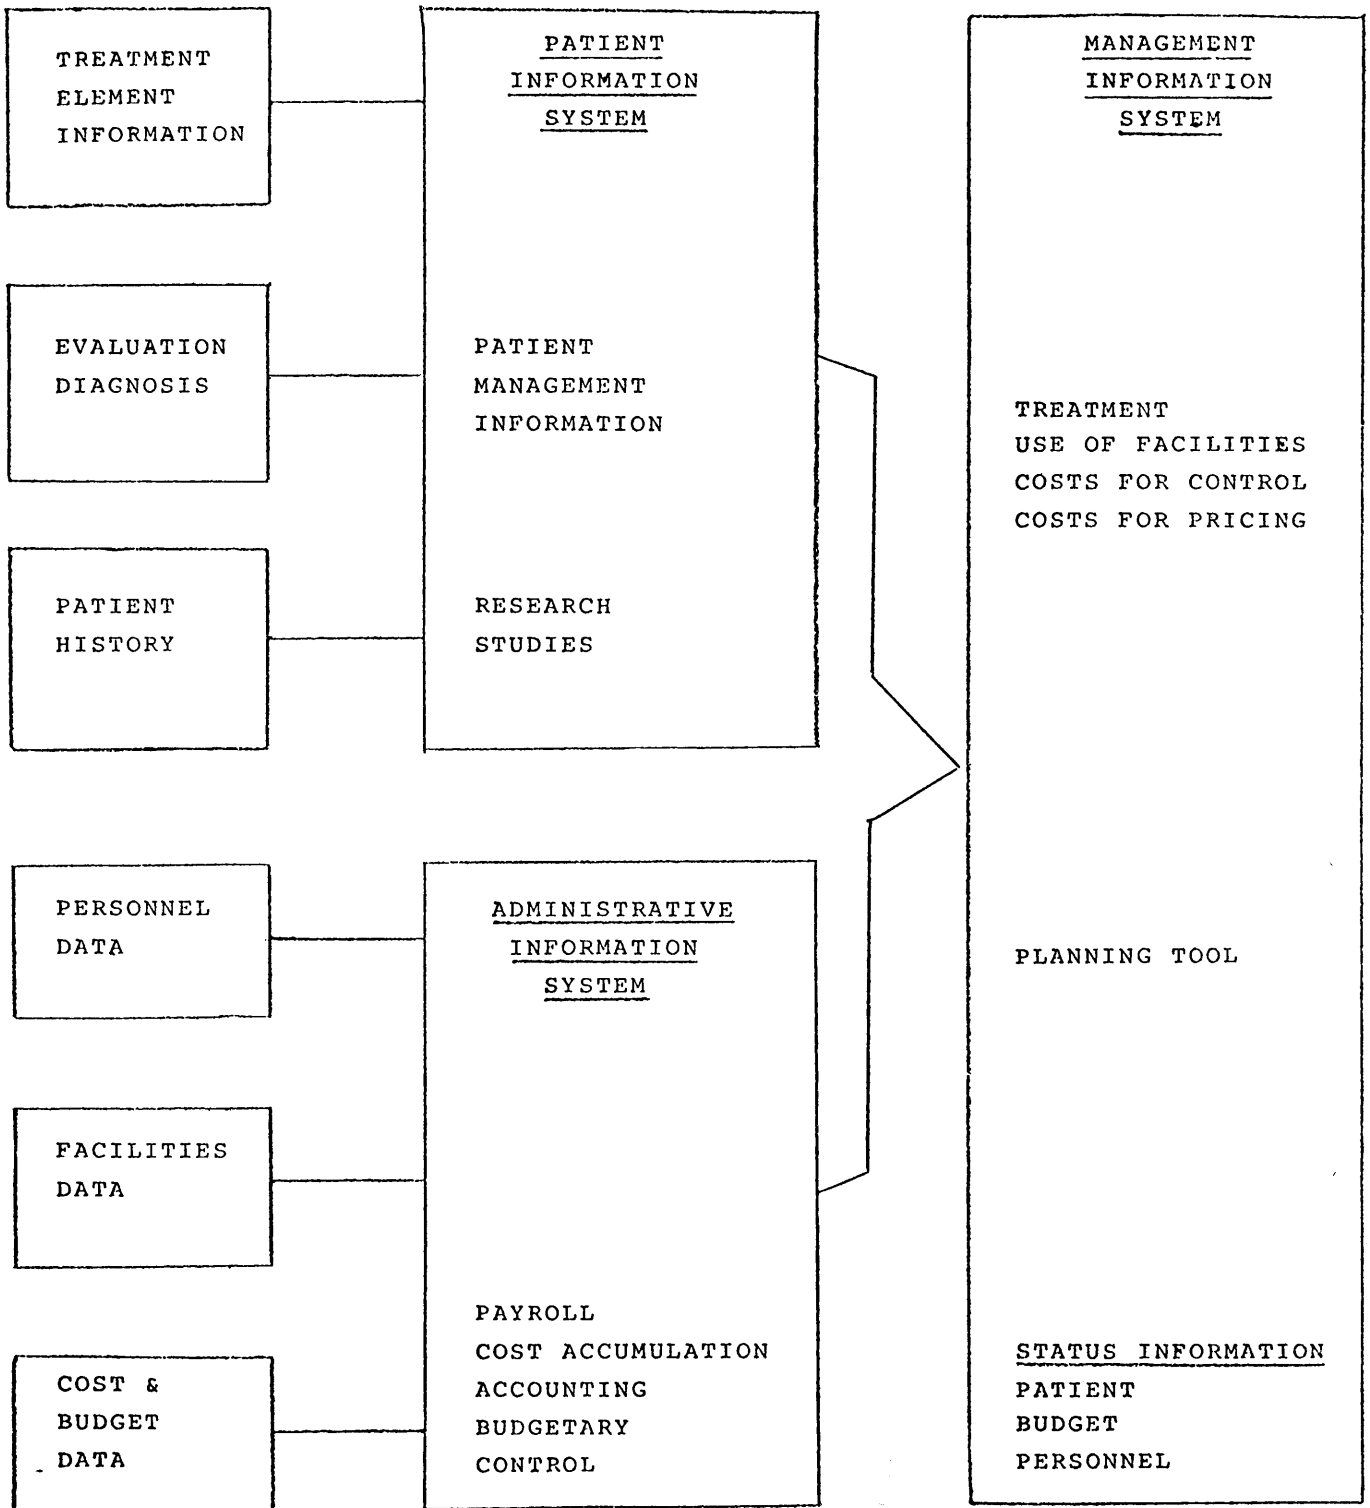 TREATMENT
ELEMENT
INFORMATION
EVALUATION
DIAGNOSIS
PATIENT
HISTORY
PERSONNEL
DATA
FACILITIES
DATA
COST &
BUDGET
DATA
PATIENT
INFORMATION
SYSTEM
PATIENT
MANAGEMENT
INFORMATION
RESEARCH
STUDIES
ADMINISTRATIVE
INFORMATION
SYSTEM
PAYROLL
COST ACCUMULATION
ACCOUNTING
BUDGETARY
CONTROL
MANAGEMENT
INFORMATION
SYSTEM
TREATMENT
USE OF FACILITIES
COSTS FOR CONTROL
COSTS FOR PRICING
PLANNING TOOL
STATUS INFORMATION
PATIENT
BUDGET
PERSONNEL